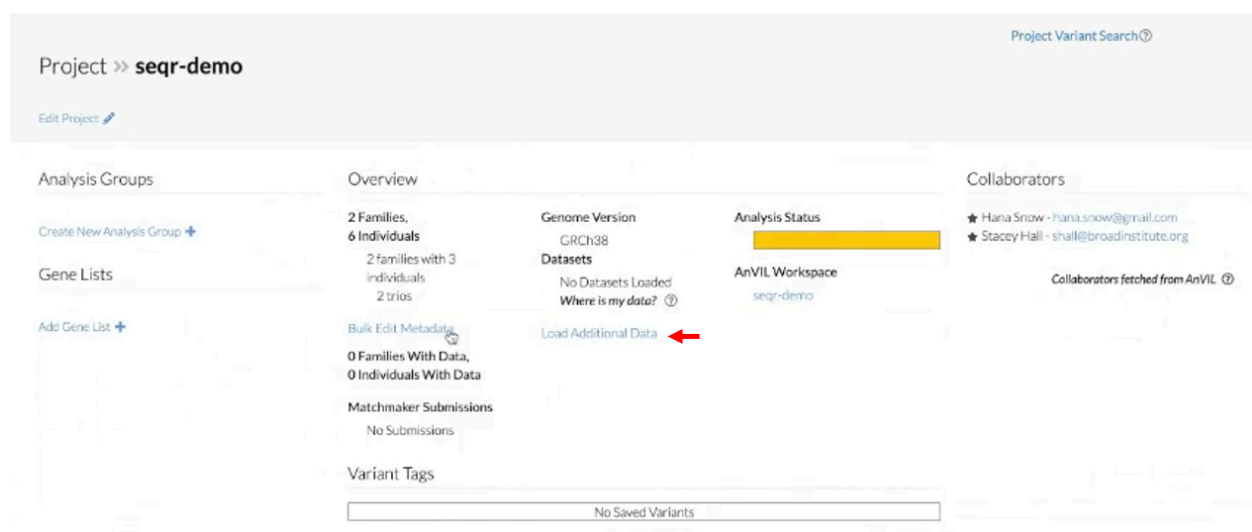 Project Variant Search
Project » seqr-demo
Edit Project
Analysis Groups
Create New Analysis Group +
Gene Lists
Add Gene List +
Overview
2 Families,
6 Individuals
2 families with 3
individuals
2 trios
Bulk Edit Metadata
0 Families With Data,
0 Individuals With Data
Matchmaker Submissions
No Submissions
Genome Version
GRCh38
Datasets
No Datasets Loaded
Where is my data?
Load Additional Data
Analysis Status
AnVIL Workspace
seqr-demo
Variant Tags
No Saved Variants
Collaborators
★ Hana Snow - hana.snow@gmail.com
★ Stacey Hall - shall@broadinstitute.org
Collaborators fetched from AnVIL